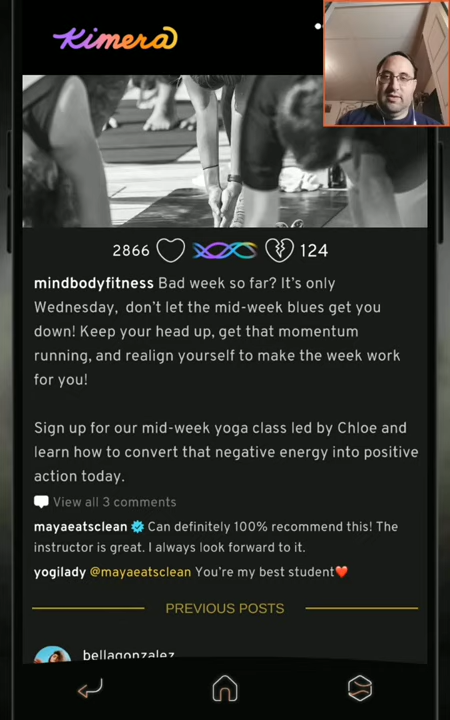 Kimera
2866 124
mindbodyfitness Bad week so far? It's only
Wednesday, don't let the mid-week blues get you
down! Keep your head up, get that momentum
running, and realign yourself to make the week work
for you!
Sign up for our mid-week yoga class led by Chloe and
learn how to convert that negative energy into positive
action today.
View all 3 comments
mayaeatsclean Can definitely 100% recommend this! The
instructor is great. I always look forward to it.
yogilady @mayaeatsclean You're my best student❤️
PREVIOUS POSTS
bellagonzalez